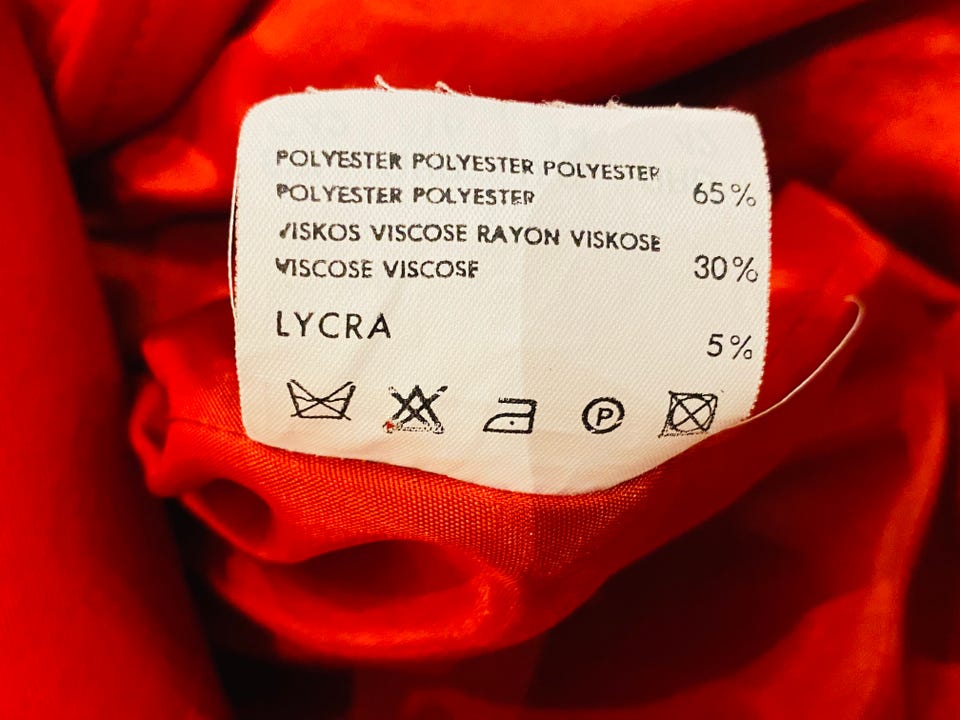 POLYESTER POLYESTER POLYESTER
POLYESTER POLYESTER 65%
VISKOS VISCOSE RAYON VISKOSE
VISCOSE VISCOSE 30%
LYCRA 5%
P